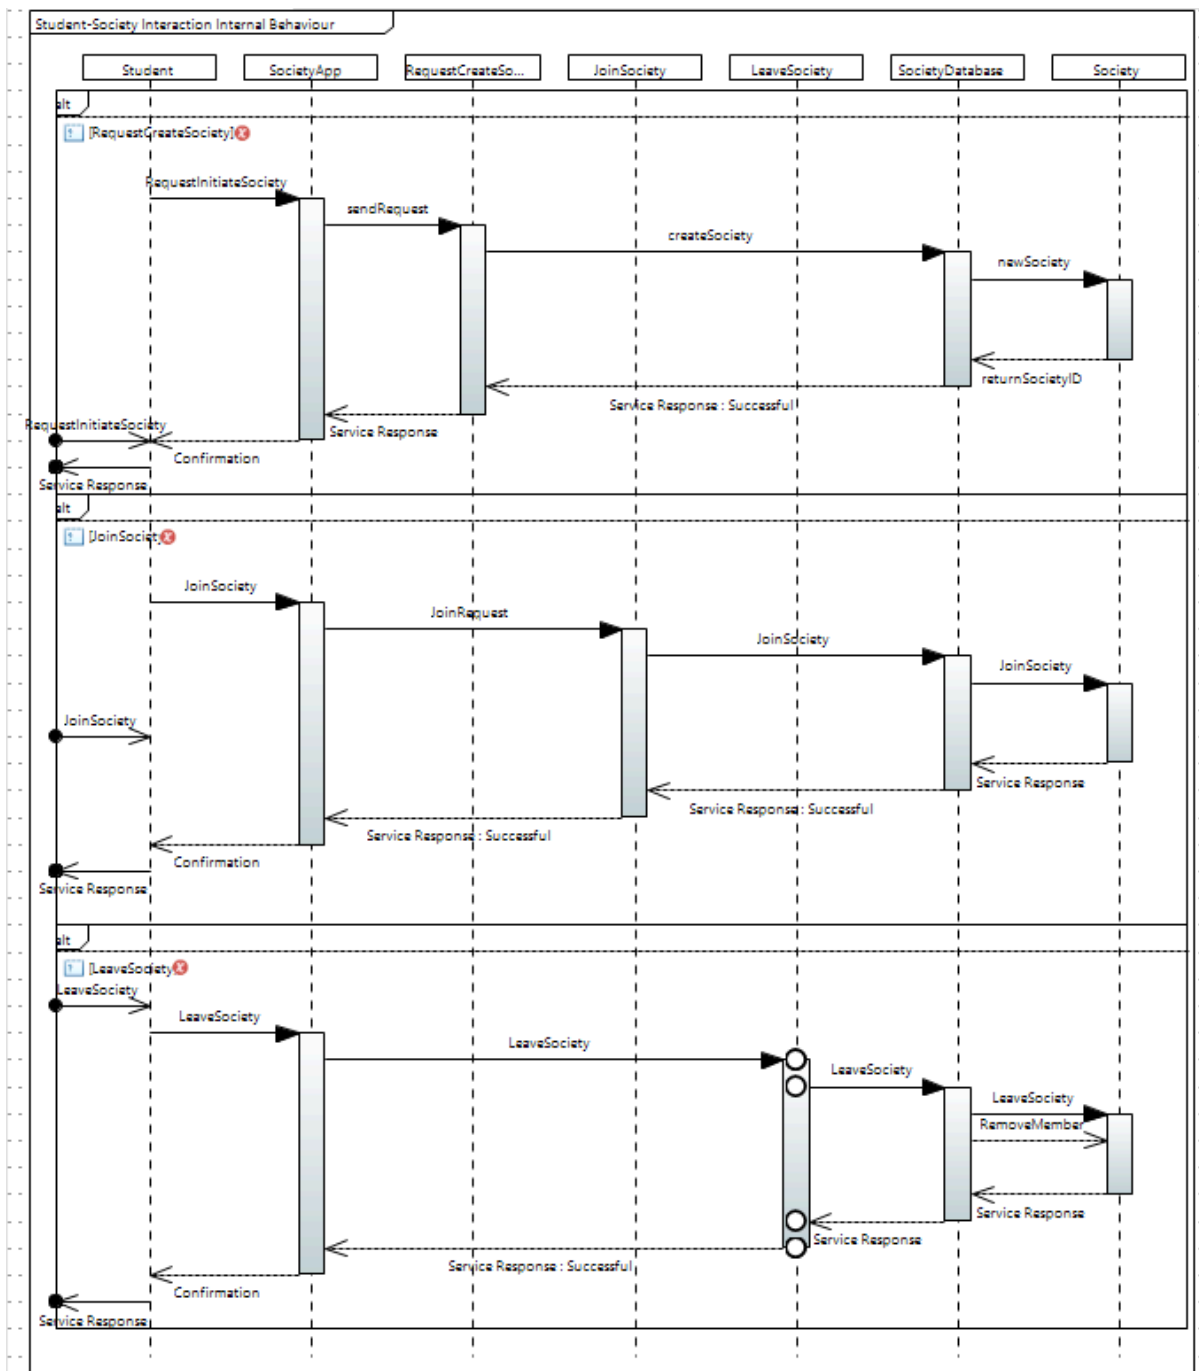 Student-Society Interaction Internal Behaviour
Student
SocietyApp
RequestCreateSo...
JoinSociety
LeaveSociety
SocietyDatabase
Society
alt
[RequestCreateSociety]
RequestInitiateSociety
sendRequest
createSociety
newSociety
returnSocietyID
Service Response : Successful
RequestInitiateSociety
Service Response
Confirmation
Service Response
alt
[JoinSociet
JoinSociety
JoinRequest
JoinSociety
JoinSociety
JoinSociety
Service Response
Service Response : Successful
Service Response : Successful
Confirmation
Service Response
alt
[LeaveSociety
LeaveSociety
LeaveSociety
LeaveSociety
LeaveSociety
LeaveSociety
RemoveMember
Service Response
Service Response
Service Response : Successful
Confirmation
Service Response